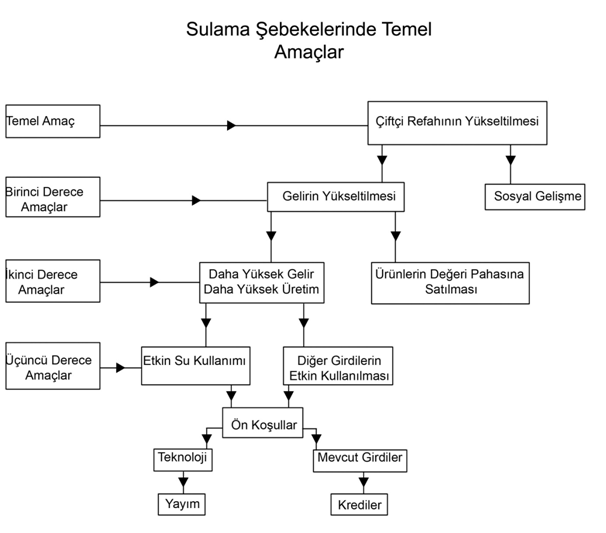 Sulama Şebekelerinde Temel
Amaçlar
Temel Amaç
Çiftçi Refahının Yükseltilmesi
Birinci Derece
Amaçlar
Gelirin Yükseltilmesi
Sosyal Gelişme
İkinci Derece
Amaçlar
Daha Yüksek Gelir
Daha Yüksek Üretim
Ürünlerin Değeri Pahasına
Satılması
Üçüncü Derece
Amaçlar
Etkin Su Kullanımı
Diğer Girdilerin
Etkin Kullanılması
Ön Koşullar
Teknoloji
Mevcut Girdiler
Yayım
Krediler